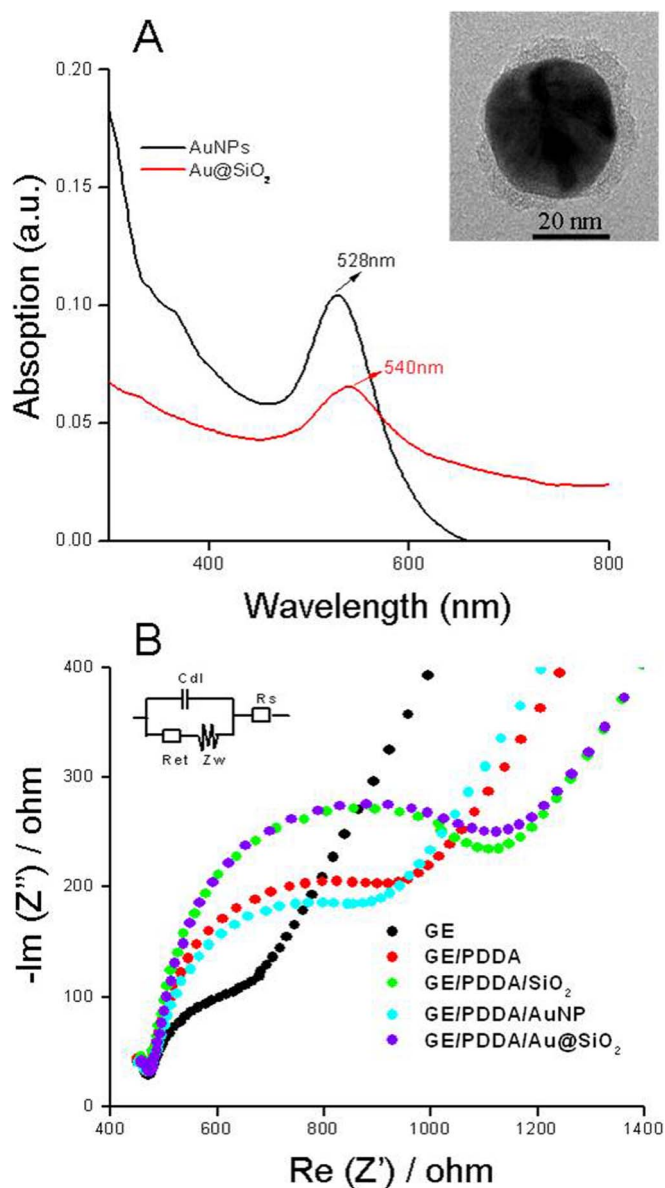 A
0.20
0.15
0.10
0.05
0.00
Absoption (a.u.)
AuNPs
Au@SiO₂
528nm
540nm
20 nm
400
600
800
Wavelength (nm)
B
400
300
200
100
0
-Im (Z'') / ohm
Cdl
Rs
Ret
Zw
GE
GE/PDDA
GE/PDDA/SiO₂
GE/PDDA/AuNP
GE/PDDA/Au@SiO₂
400
600
800
1000
1200
1400
Re (Z') / ohm